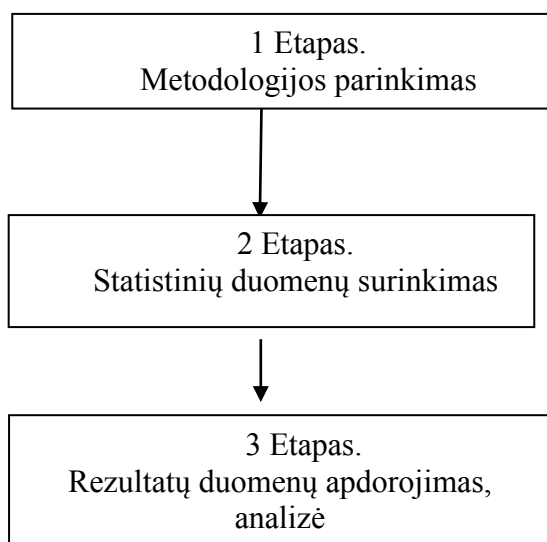 1 Etapas.
Metodologijos parinkimas
2 Etapas.
Statistinių duomenų surinkimas
3 Etapas.
Rezultatų duomenų apdorojimas,
analizė